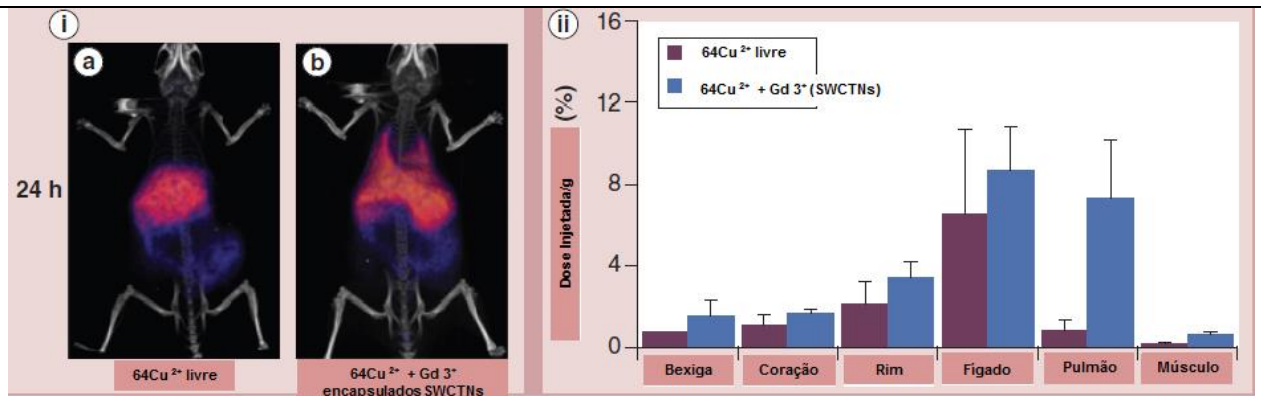 i
a
b
24 h
64Cu ²⁺ livre
64Cu ²⁺ + Gd 3⁺
encapsulados SWCTNs
ii
16
12
8
4
0
(%)
Dose Injetada/g
64Cu ²⁺ livre
64Cu ²⁺ + Gd 3⁺ (SWCTNs)
Bexiga
Coração
Rim
Figado
Pulmão
Músculo